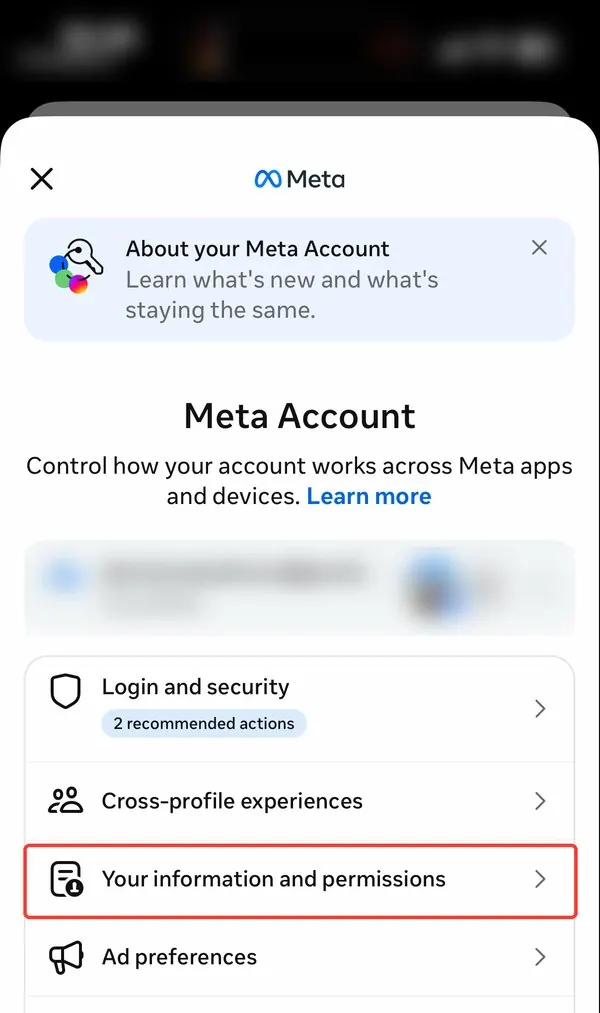 Meta
About your Meta Account
Learn what's new and what's
staying the same.
Meta Account
Control how your account works across Meta apps
and devices. Learn more
Login and security
2 recommended actions
Cross-profile experiences
Your information and permissions
Ad preferences